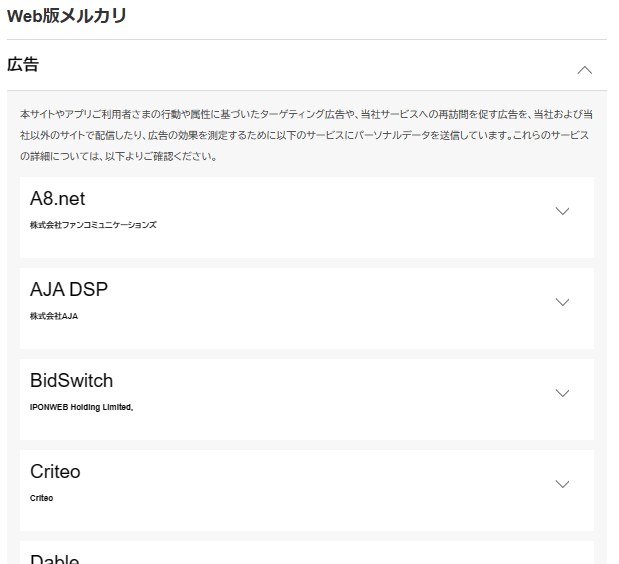 Web版メルカリ
広告
本サイトやアプリご利用者さまの行動や属性に基づいたターゲティング広告や、当社サービスへの再訪問を促す広告を、当社および当
社以外のサイトで配信したり、広告の効果を測定するために以下のサービスにパーソナルデータを送信しています。これらのサービス
の詳細については、以下よりご確認ください。
A8.net
株式会社ファンコミュニケーションズ
AJA DSP
株式会社AJA
BidSwitch
IPONWEB Holding Limited,
Criteo
Criteo
Dable